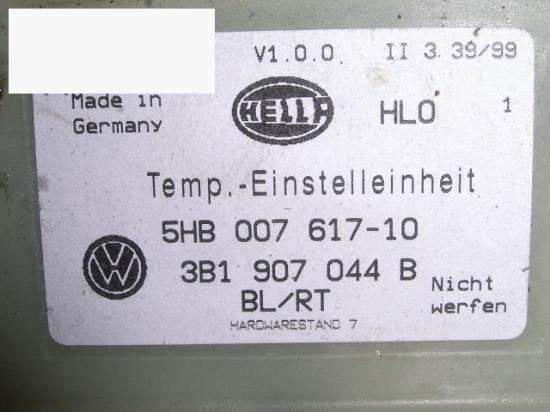 V1.0.0. II 3 39/99
Made in
Germany
HELLA HLO 1
Temp.-Einstelleinheit
5HB 007 617-10
3B1 907 044 B
BL/RT
Nicht
werfen
HARDWARESTAND 7